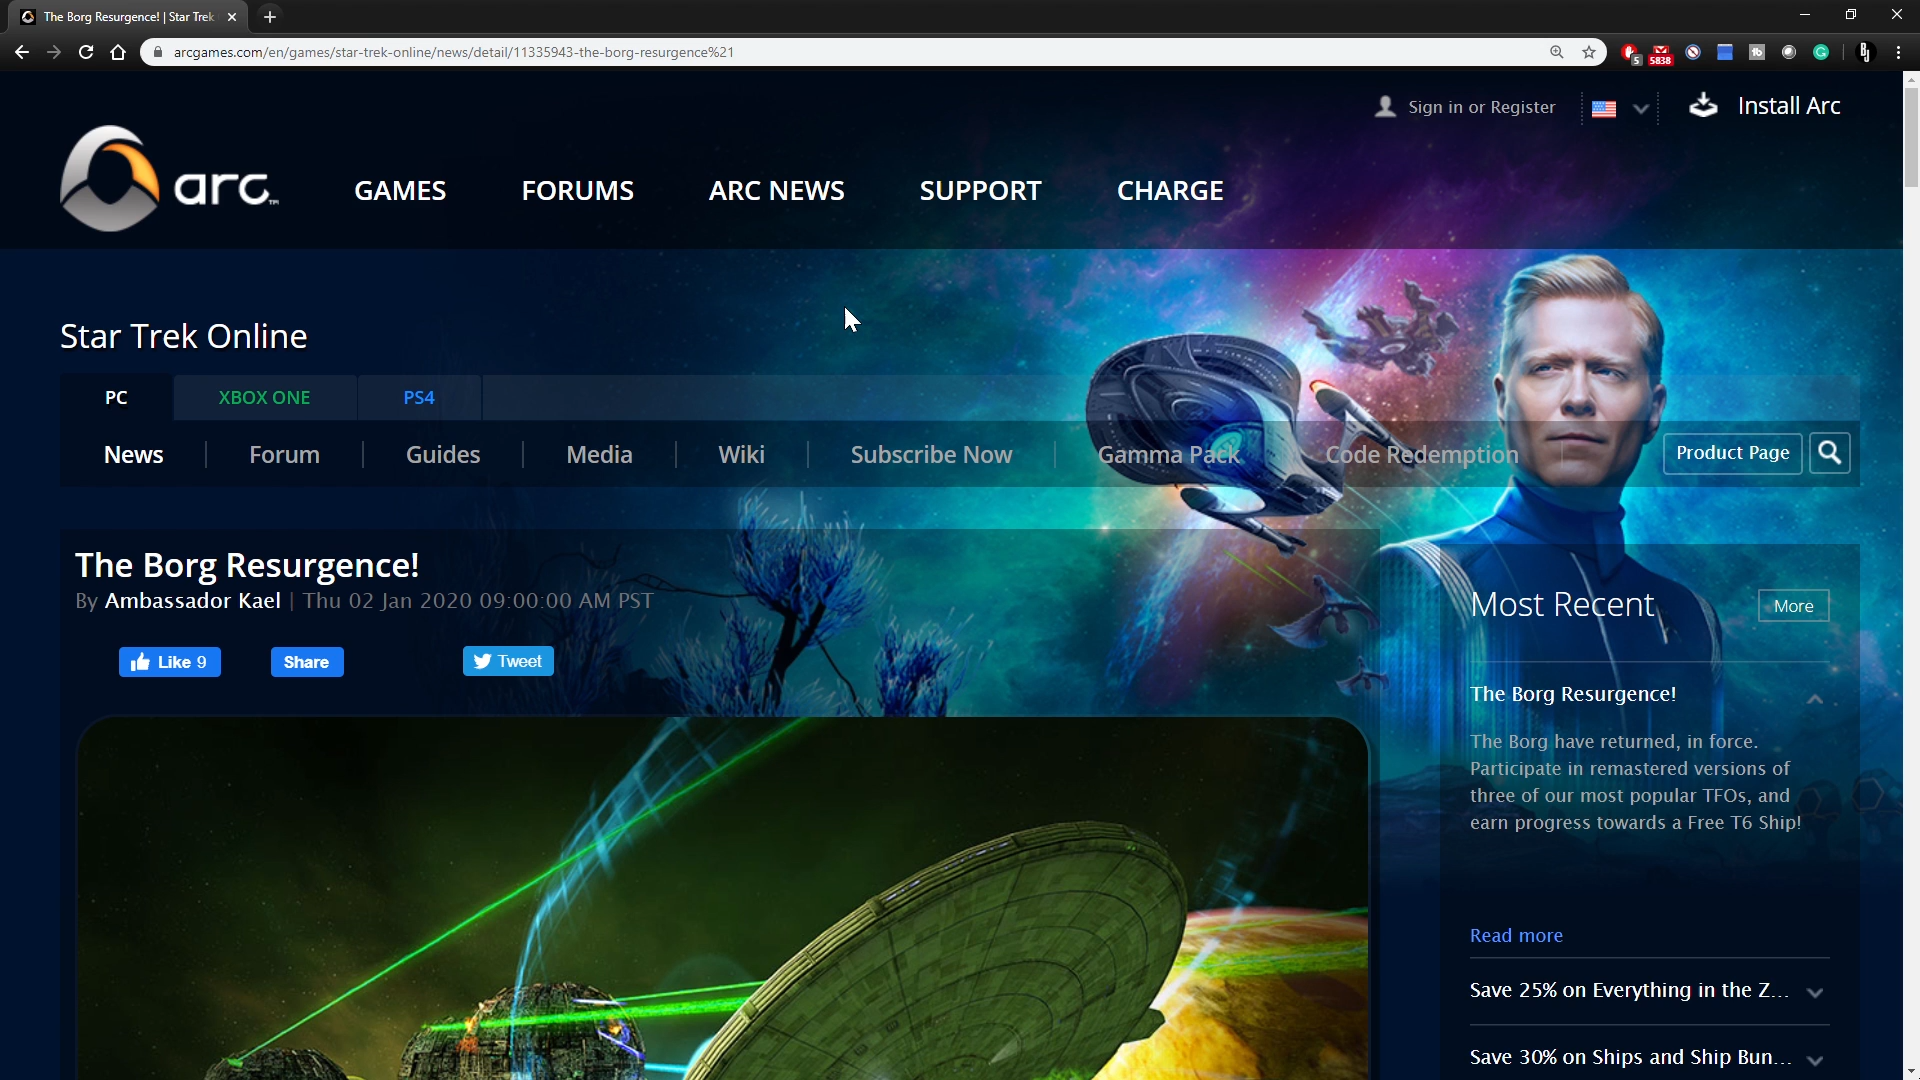 The Borg Resurgence! | Star Trek
arcgames.com/en/games/star-trek-online/news/detail/11335943-the-borg-resurgence%21
5
5838
tb
G
BJ
Sign in or Register
Install Arc
arc™
GAMES
FORUMS
ARC NEWS
SUPPORT
CHARGE
Star Trek Online
PC
XBOX ONE
PS4
News
Forum
Guides
Media
Wiki
Subscribe Now
Gamma Pack
Code Redemption
Product Page
The Borg Resurgence!
By Ambassador Kael | Thu 02 Jan 2020 09:00:00 AM PST
Like 9
Share
Tweet
Most Recent
More
The Borg Resurgence!
The Borg have returned, in force.
Participate in remastered versions of
three of our most popular TFOs, and
earn progress towards a Free T6 Ship!
Read more
Save 25% on Everything in the Z...
Save 30% on Ships and Ship Bun...